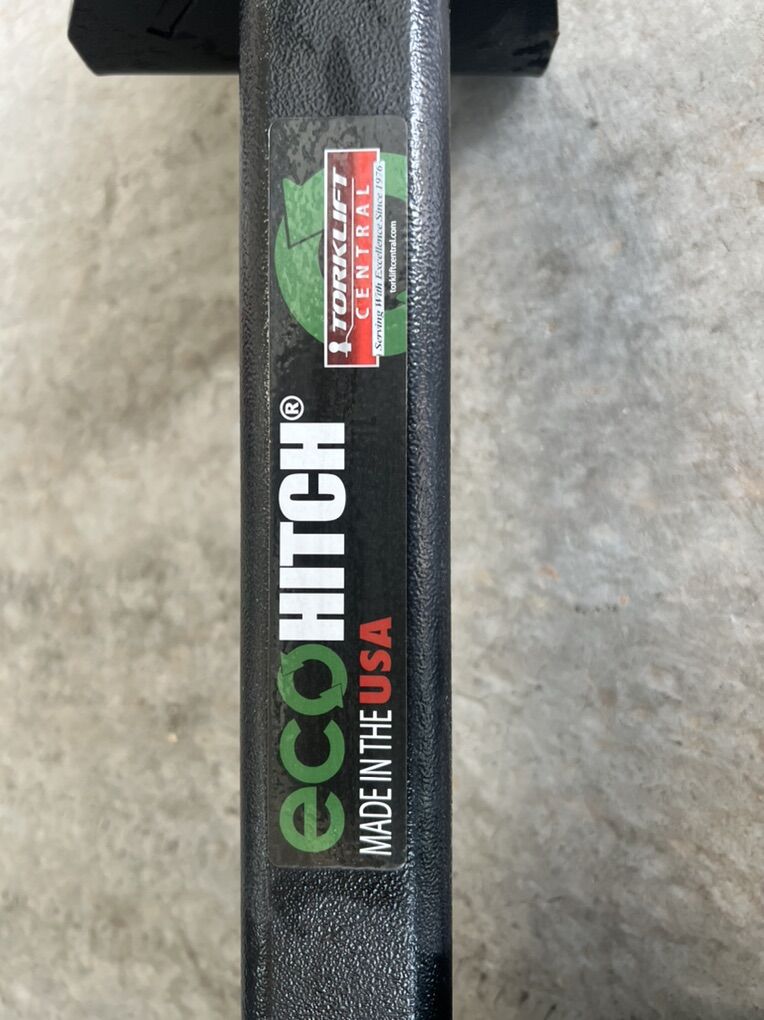 ecoHITCH®
MADE IN THE USA
TORKLIFT
CENTRAL
Serving With Excellence Since 1976
torkliftcentral.com